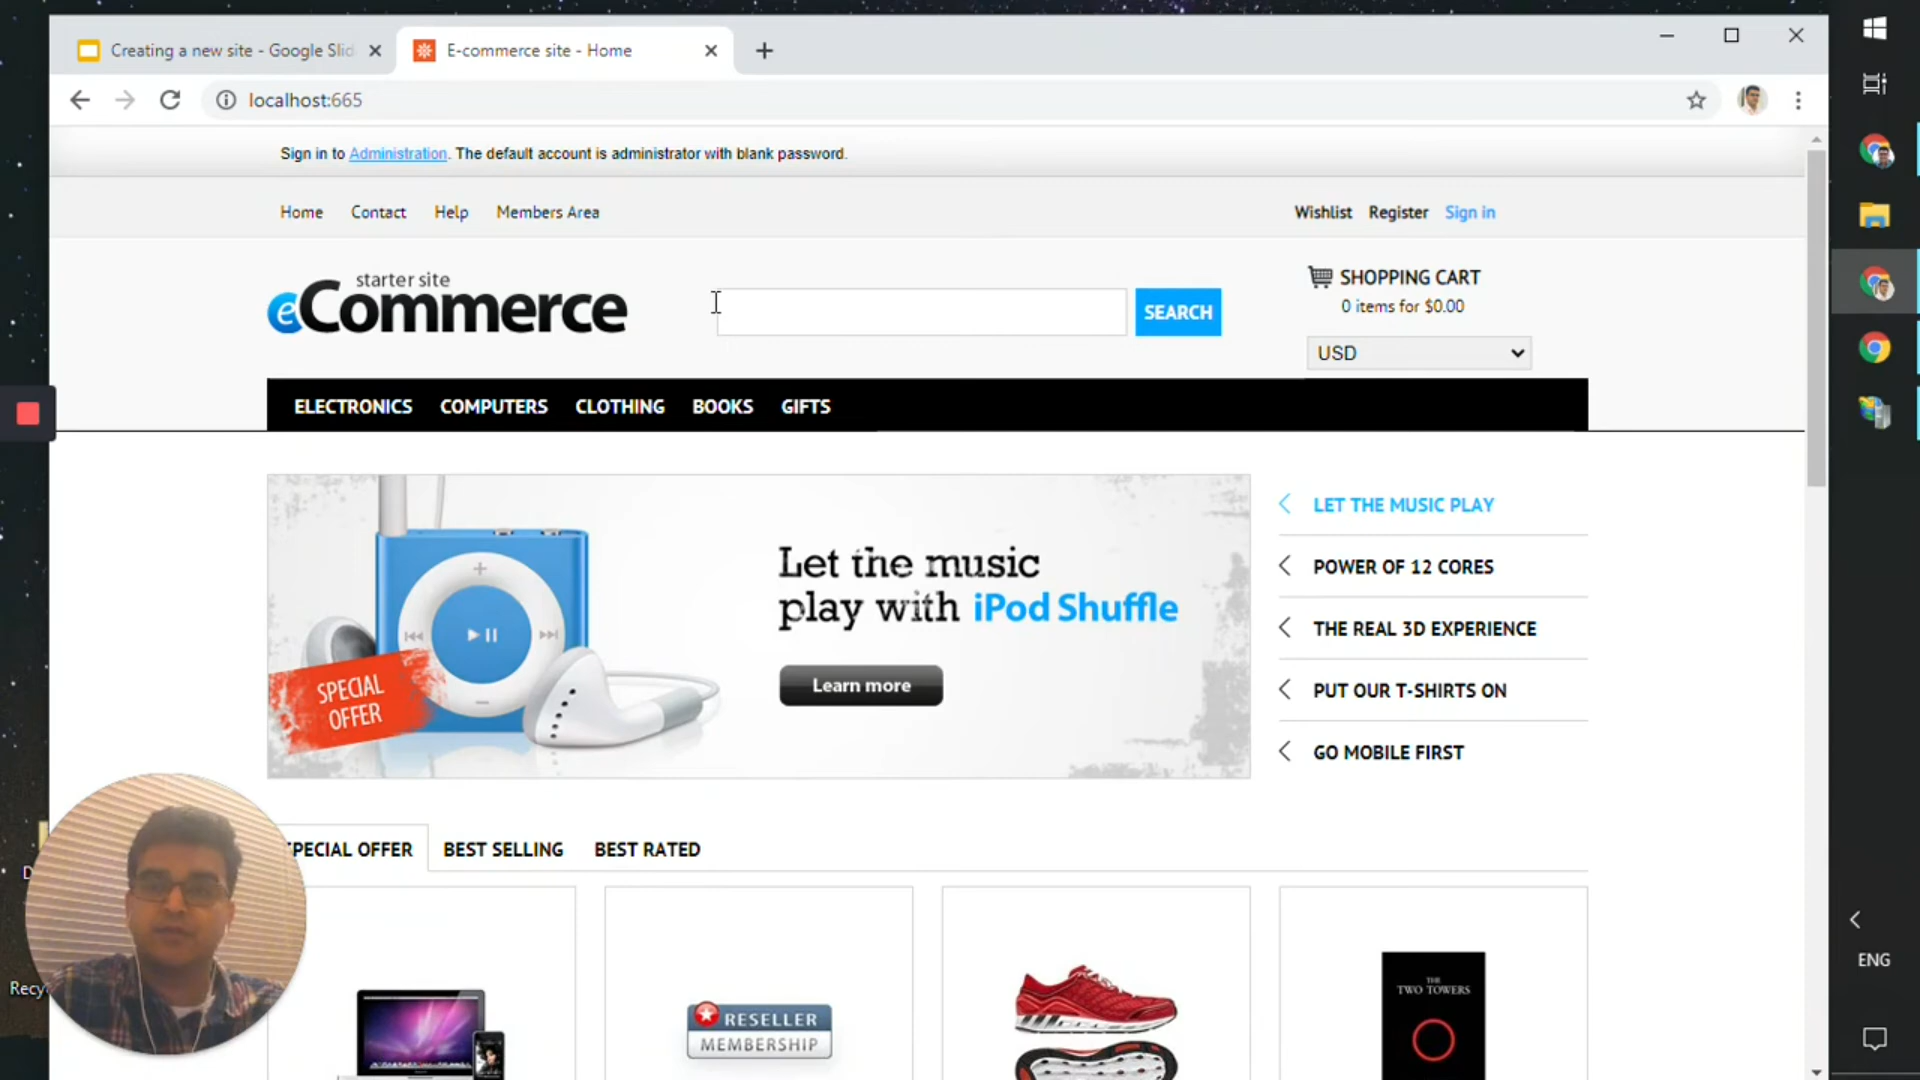 Creating a new site - Google Slid
E-commerce site - Home
localhost:665
Sign in to Administration. The default account is administrator with blank password.
Home Contact Help Members Area
Wishlist Register Sign in
starter site
eCommerce
SEARCH
SHOPPING CART
0 items for $0.00
USD
ELECTRONICS COMPUTERS CLOTHING BOOKS GIFTS
Let the music
play with iPod Shuffle
Learn more
SPECIAL
OFFER
LET THE MUSIC PLAY
POWER OF 12 CORES
THE REAL 3D EXPERIENCE
PUT OUR T-SHIRTS ON
GO MOBILE FIRST
PECIAL OFFER BEST SELLING BEST RATED
RESELLER
MEMBERSHIP
THE
TWO TOWERS
D
Recy
ENG